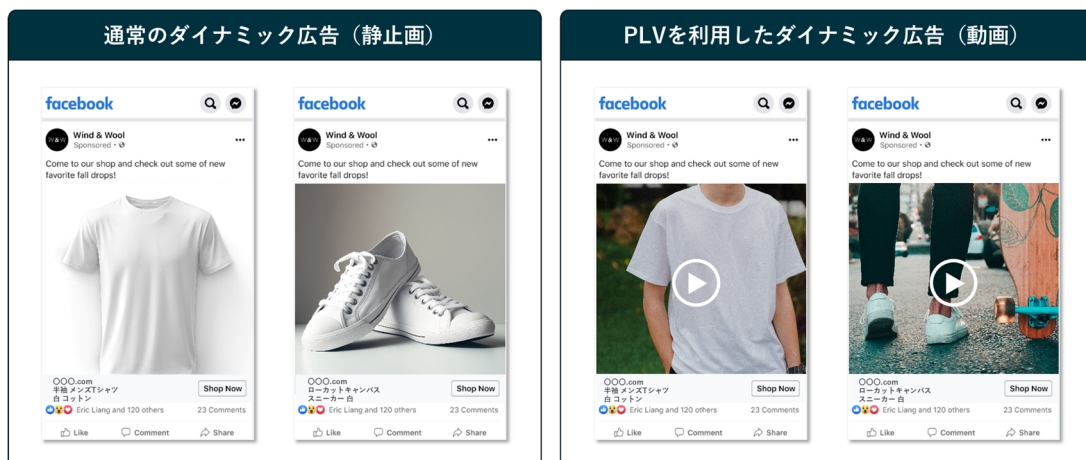 通常のダイナミック広告（静止画）
facebook
W&W
Wind & Wool
Sponsored •
Come to our shop and check out some of new
favorite fall drops!
〇〇〇.com
半袖 メンズTシャツ
白 コットン
Shop Now
Eric Liang and 120 others
23 Comments
Like
Comment
Share
facebook
W&W
Wind & Wool
Sponsored •
Come to our shop and check out some of new
favorite fall drops!
〇〇〇.com
ローカットキャンバス
スニーカー 白
Shop Now
Eric Liang and 120 others
23 Comments
Like
Comment
Share
PLVを利用したダイナミック広告（動画）
facebook
W&W
Wind & Wool
Sponsored •
Come to our shop and check out some of new
favorite fall drops!
〇〇〇.com
半袖 メンズTシャツ
白 コットン
Shop Now
Eric Liang and 120 others
23 Comments
Like
Comment
Share
facebook
W&W
Wind & Wool
Sponsored •
Come to our shop and check out some of new
favorite fall drops!
〇〇〇.com
ローカットキャンバス
スニーカー 白
Shop Now
Eric Liang and 120 others
23 Comments
Like
Comment
Share